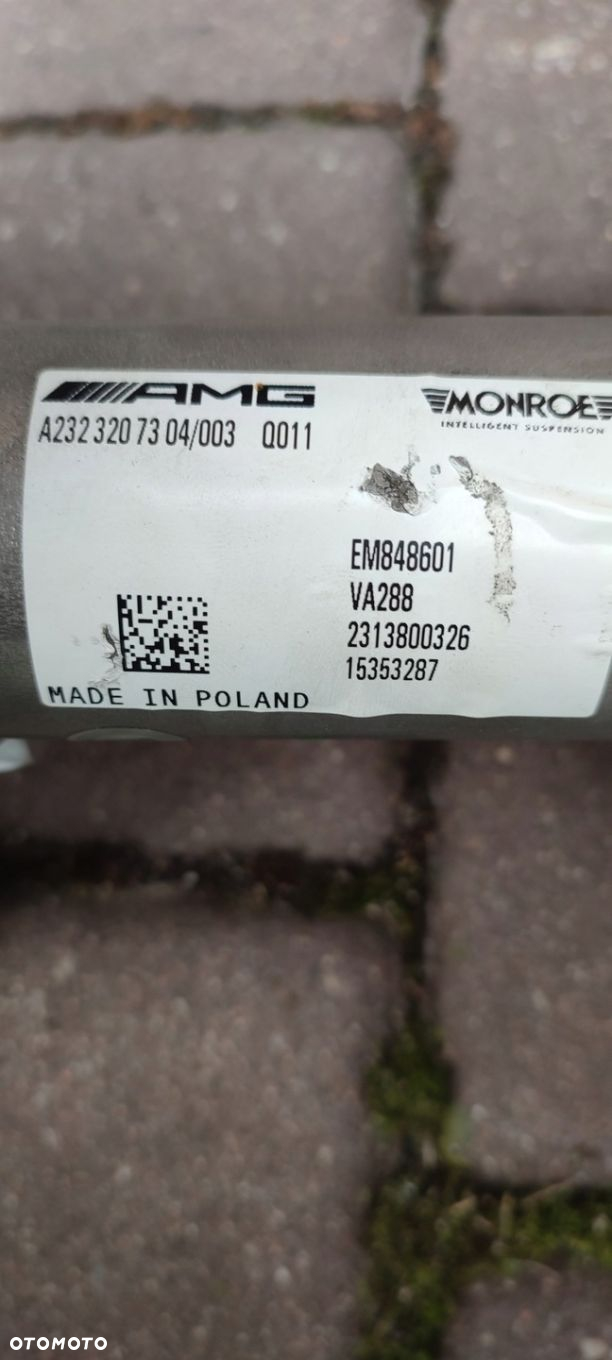 AMG
MONROE
INTELLIGENT SUSPENSION
A232 320 73 04/003 Q011
EM848601
VA288
2313800326
15353287
MADE IN POLAND
OTOMOTO